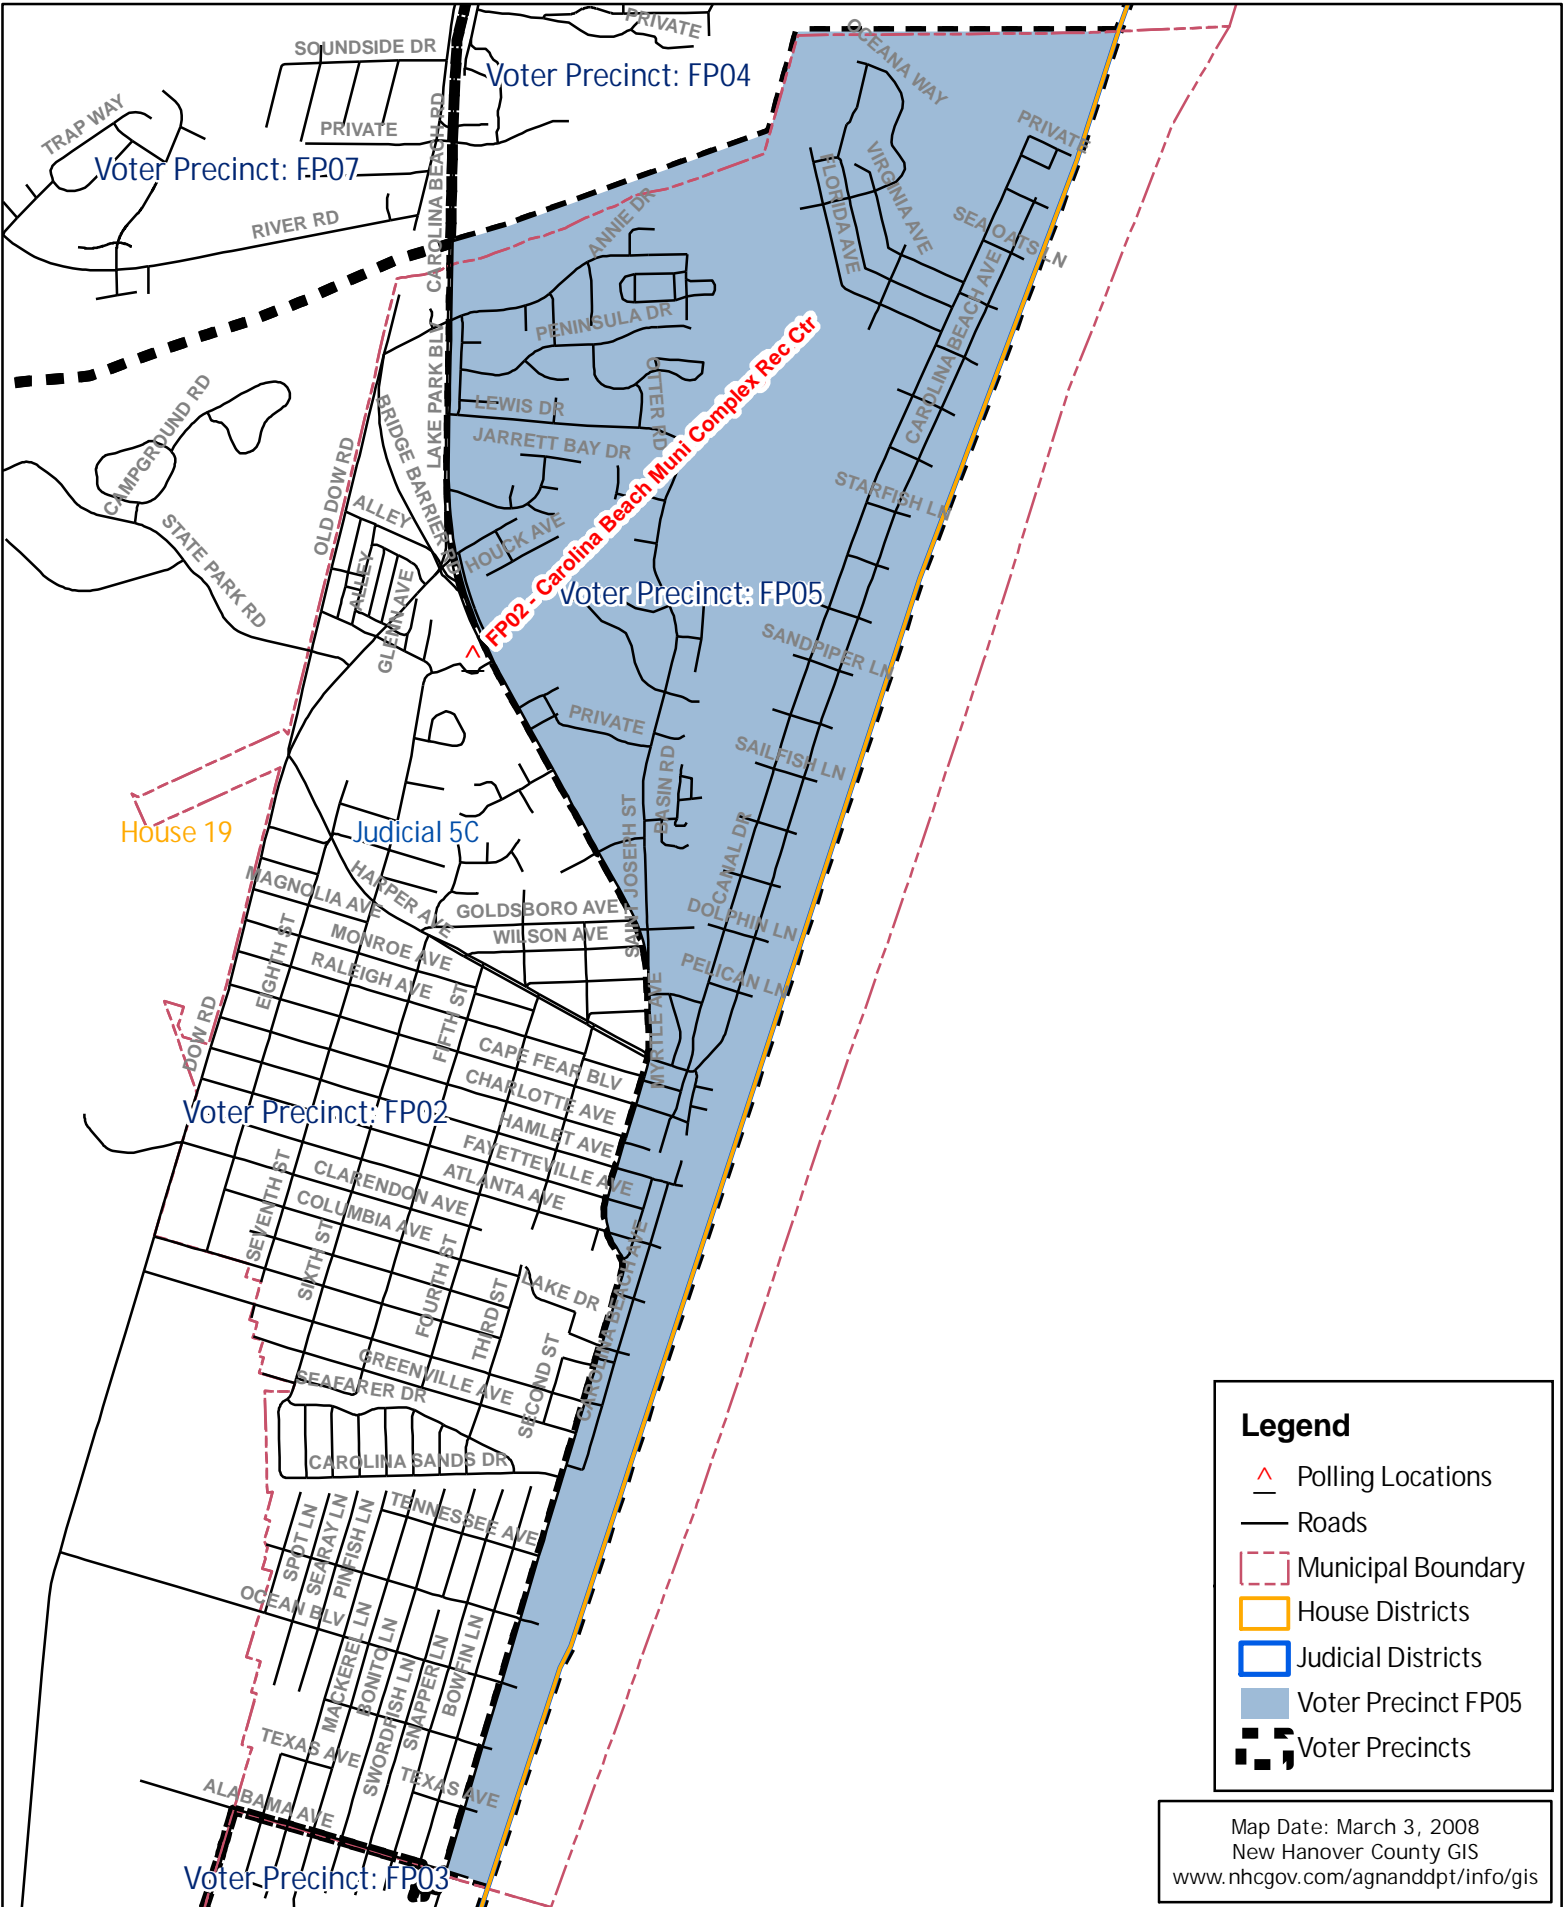 PRIVATE
SOUNDSIDE DR
OCEANA WAY
Voter Precinct: FP04
TRAP WAY
PRIVATE
CAROLINA BEACH RD
PRIVATE
Voter Precinct: FP07
VIRGINIA AVE
FLORIDA AVE
RIVER RD
ANNIE DR
SEA OATS LN
PENINSULA DR
CAROLINA BEACH AVE
LAKE PARK BLV
OTTER RD
FP02 - Carolina Beach Muni Complex Rec Ctr
CAMPGROUND RD
BRIDGE BARRIER RD
LEWIS DR
JARRETT BAY DR
OLD DOW RD
ALLEY
STARFISH LN
STATE PARK RD
HOUCK AVE
ALLEY
GLENN AVE
Voter Precinct: FP05
SANDPIPER LN
PRIVATE
SAILFISH LN
BASIN RD
House 19
Judicial 5C
SAINT JOSEPH ST
CANAL DR
MAGNOLIA AVE
HARPER AVE
GOLDSBORO AVE
DOLPHIN LN
WILSON AVE
MONROE AVE
EIGHTH ST
RALEIGH AVE
PELICAN LN
FIFTH ST
MYRTLE AVE
DOW RD
CAPE FEAR BLV
CHARLOTTE AVE
Voter Precinct: FP02
HAMLET AVE
FAYETTEVILLE AVE
ATLANTA AVE
CLARENDON AVE
COLUMBIA AVE
SEVENTH ST
SIXTH ST
FOURTH ST
THIRD ST
LAKE DR
CAROLINA BEACH AVE
SECOND ST
GREENVILLE AVE
SEAFARER DR
CAROLINA SANDS DR
TENNESSEE AVE
SPOT LN
SEARAY LN
PINFISH LN
OCEAN BLV
MACKEREL LN
BONITO LN
SWORDFISH LN
SNAPPER LN
BOWFIN LN
TEXAS AVE
TEXAS AVE
ALABAMA AVE
Voter Precinct: FP03
Legend
Polling Locations
Roads
Municipal Boundary
House Districts
Judicial Districts
Voter Precinct FP05
Voter Precincts
Map Date: March 3, 2008
New Hanover County GIS
www.nhcgov.com/agnanddpt/info/gis